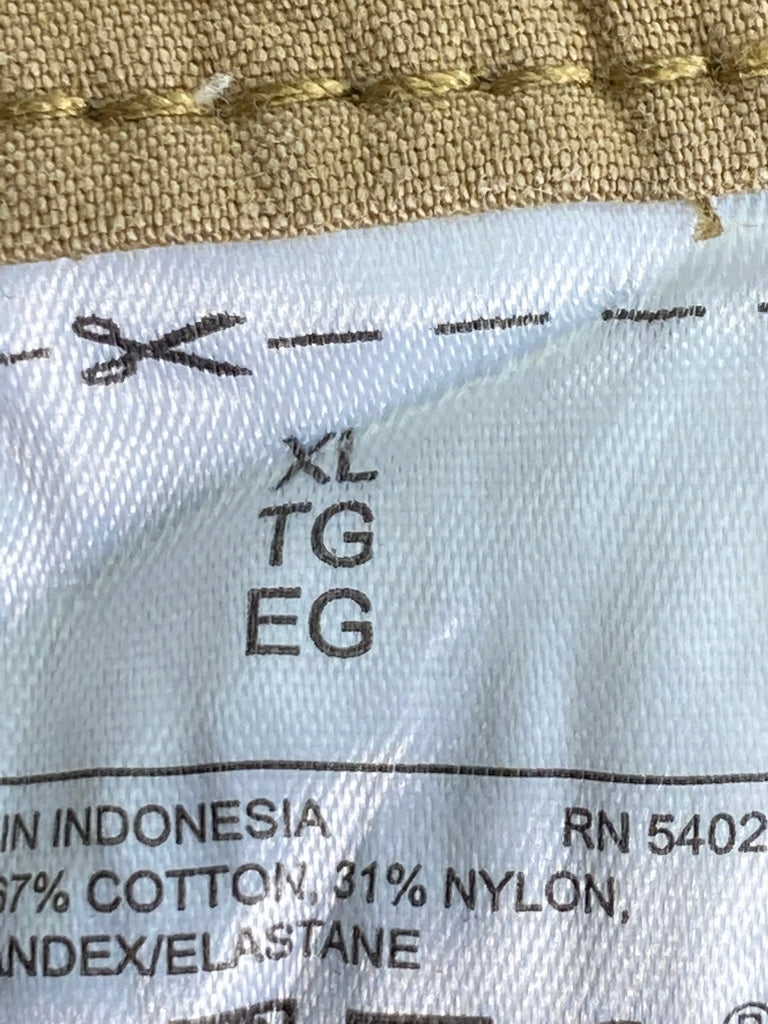 XL
TG
EG
IN INDONESIA RN 5402
67% COTTON, 31% NYLON,
ANDEX/ELASTANE